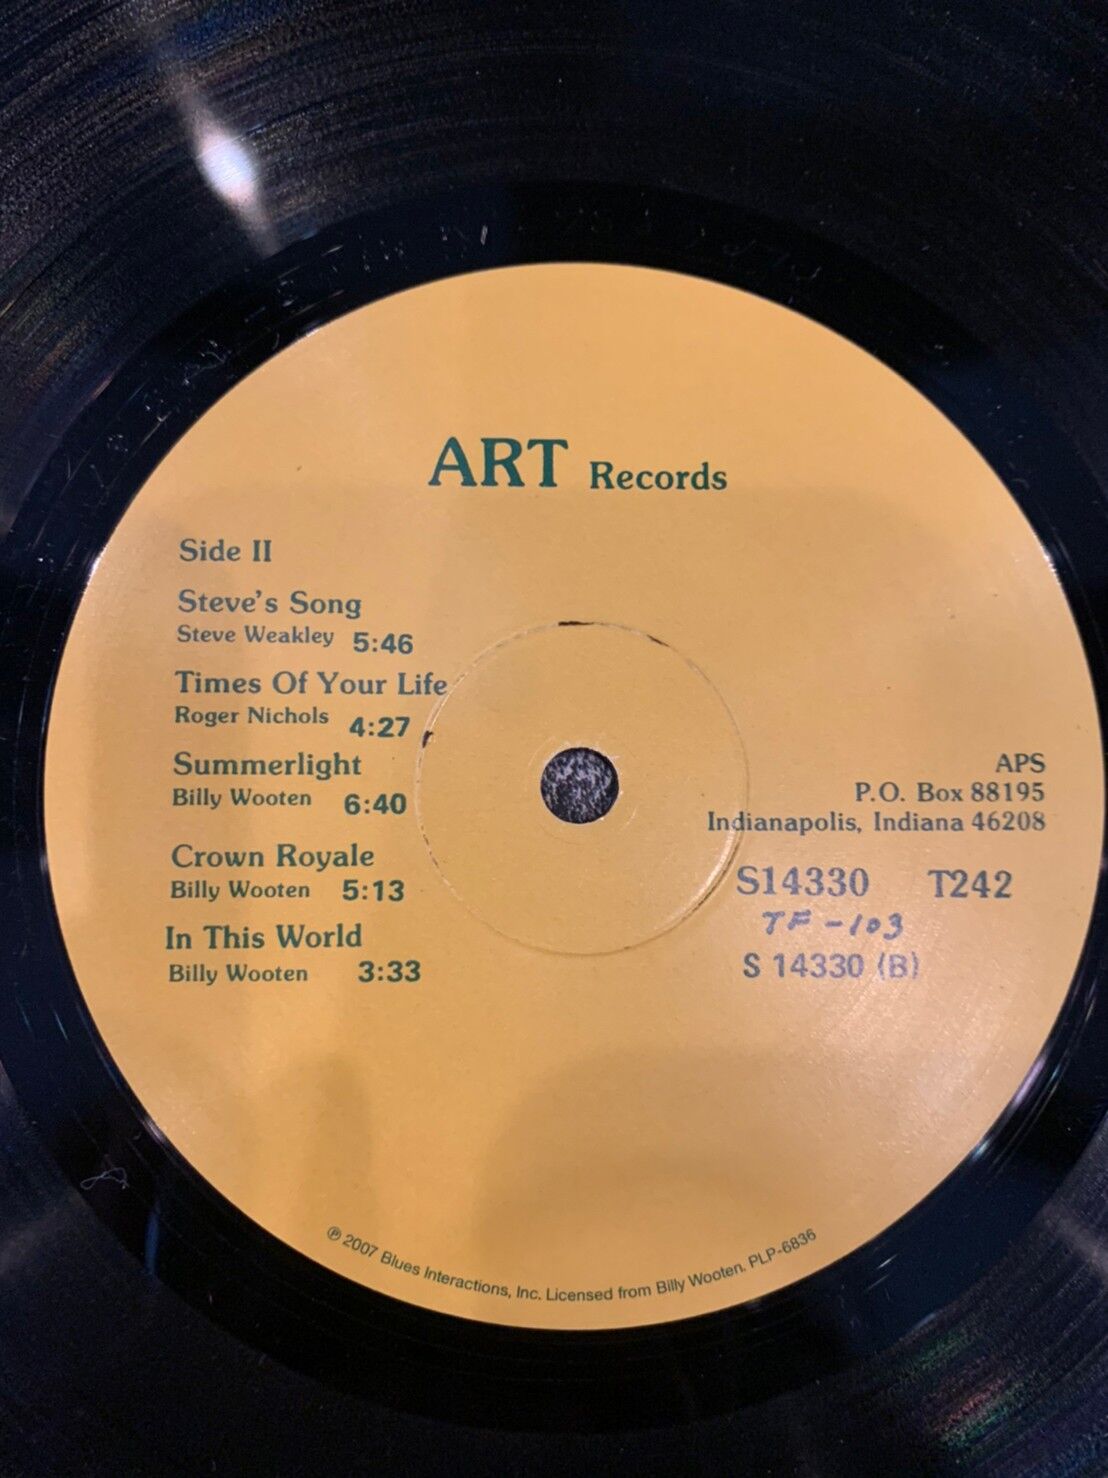 ART Records
Side II
Steve's Song
Steve Weakley 5:46
Times Of Your Life
Roger Nichols 4:27
Summerlight
Billy Wooten 6:40
Crown Royale
Billy Wooten 5:13
In This World
Billy Wooten 3:33
APS
P.O. Box 88195
Indianapolis, Indiana 46208
S14330 T242
TF-103
S 14330 (B)
℗ 2007 Blues Interactions, Inc. Licensed from Billy Wooten. PLP-6836